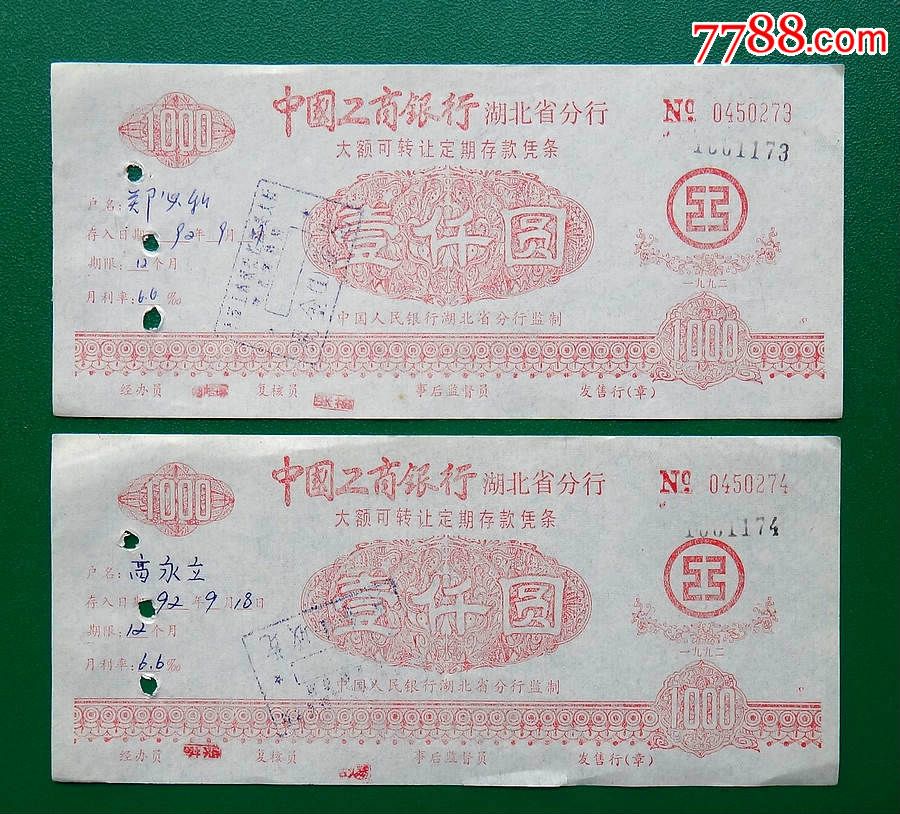 7788.com
1000
中国工商银行 湖北省分行
№ 0450273
大额可转让定期存款凭条
1001173
户名:
壹仟圆
存入日期: 92年9月
期限: 12个月
一九九二
月利率: 6.6‰
中国人民银行湖北省分行监制
1000
经办员 复核员 事后监督员 发售行(章)
1000
中国工商银行 湖北省分行
№ 0450274
大额可转让定期存款凭条
1001174
户名: 高永立
壹仟圆
存入日期: 92年9月18日
期限: 12个月
一九九二
月利率: 6.6‰
中国人民银行湖北省分行监制
1000
经办员 复核员 事后监督员 发售行(章)